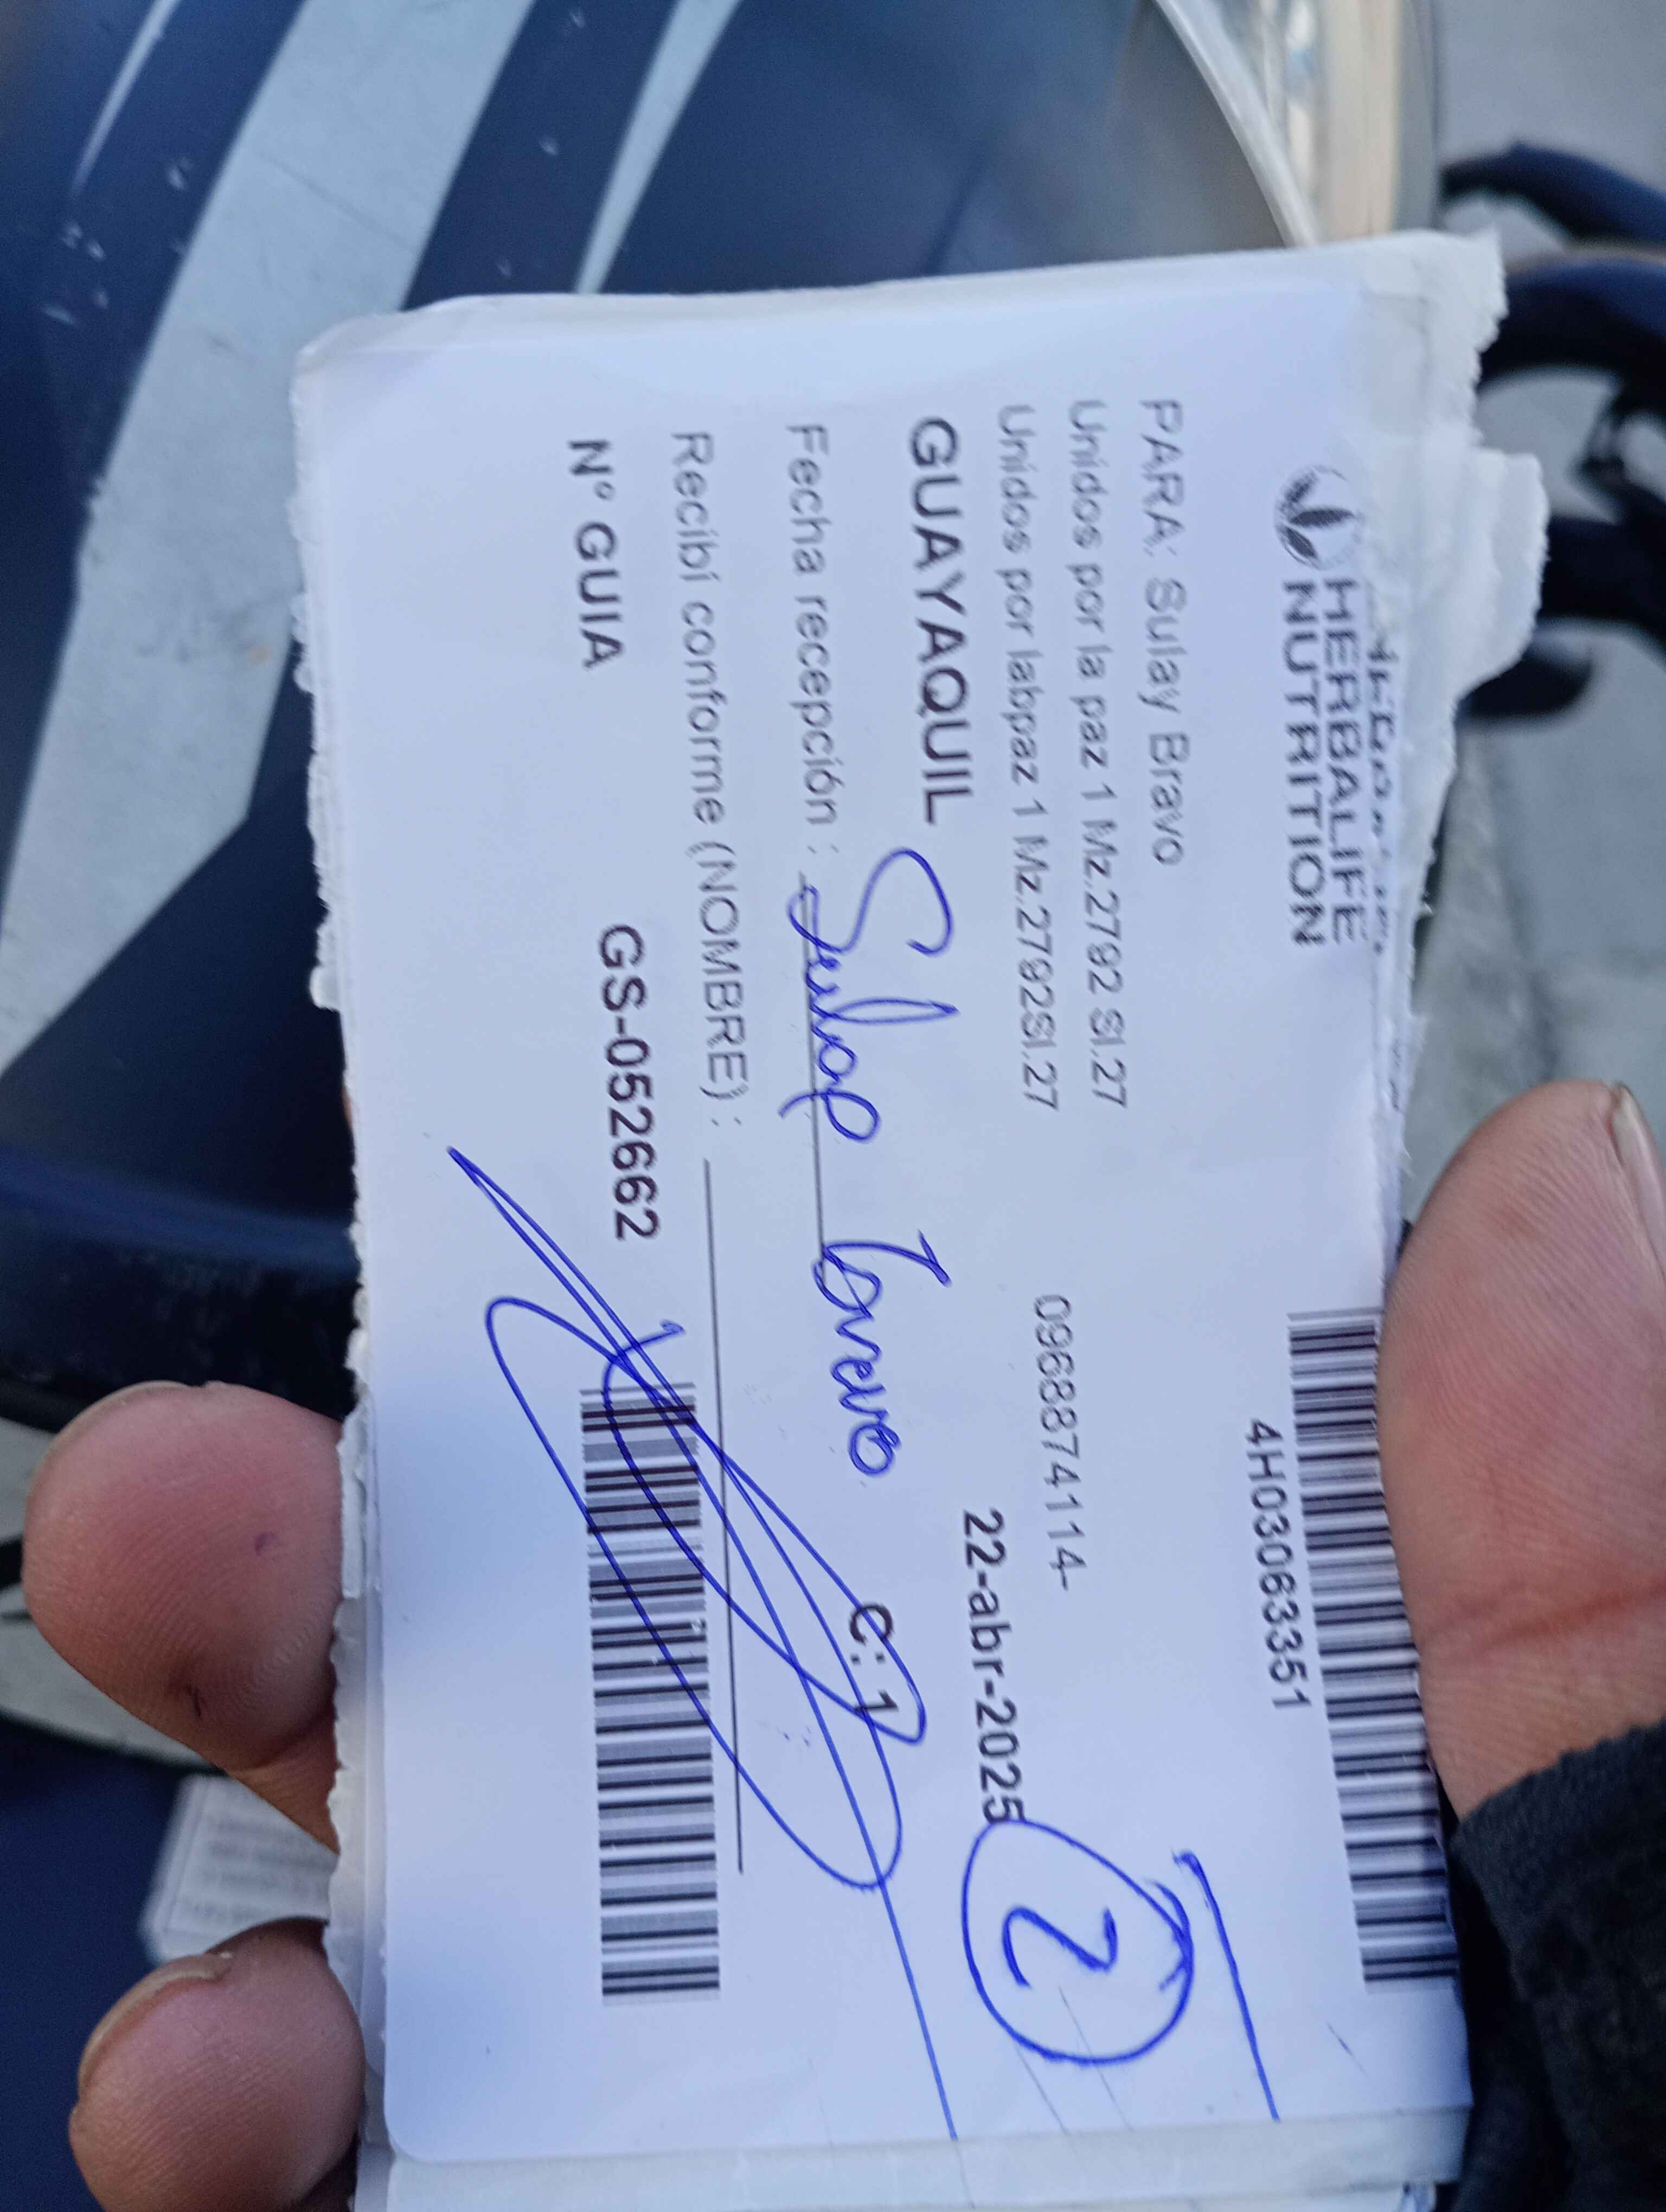 HERBALIFE
NUTRITION
4H03063351
PARA: Sulay Bravo
Unidos por la paz 1 Mz.2792 Sl.27
Unidos por labpaz 1 Mz.2792Sl.27
0968874114-
GUAYAQUIL
22-abr-2025
2
Sulay Bravo
Fecha recepción :
C:1
Recibí conforme (NOMBRE) :
N° GUIA GS-052662